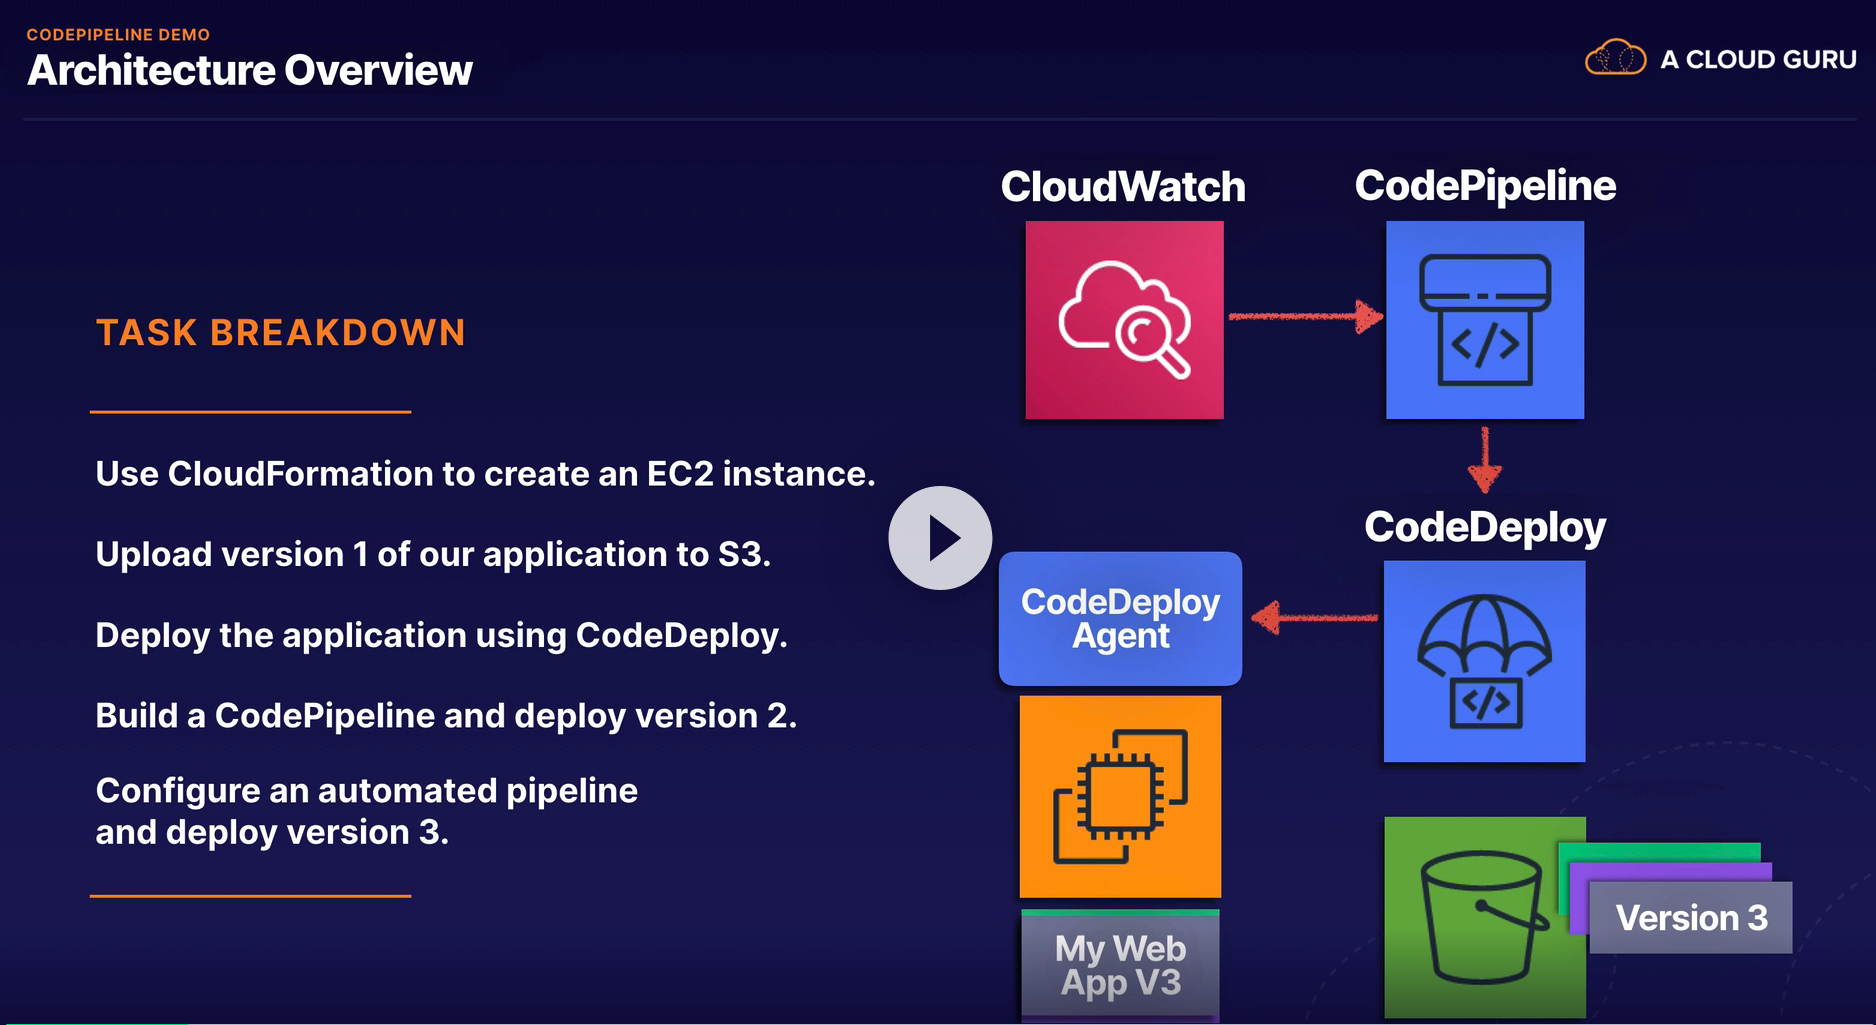 CODEPIPELINE DEMO
Architecture Overview
A CLOUD GURU
TASK BREAKDOWN
Use CloudFormation to create an EC2 instance.
Upload version 1 of our application to S3.
Deploy the application using CodeDeploy.
Build a CodePipeline and deploy version 2.
Configure an automated pipeline
and deploy version 3.
CloudWatch
CodePipeline
</>
CodeDeploy
CodeDeploy
Agent
</>
My Web
App V3
Version 3